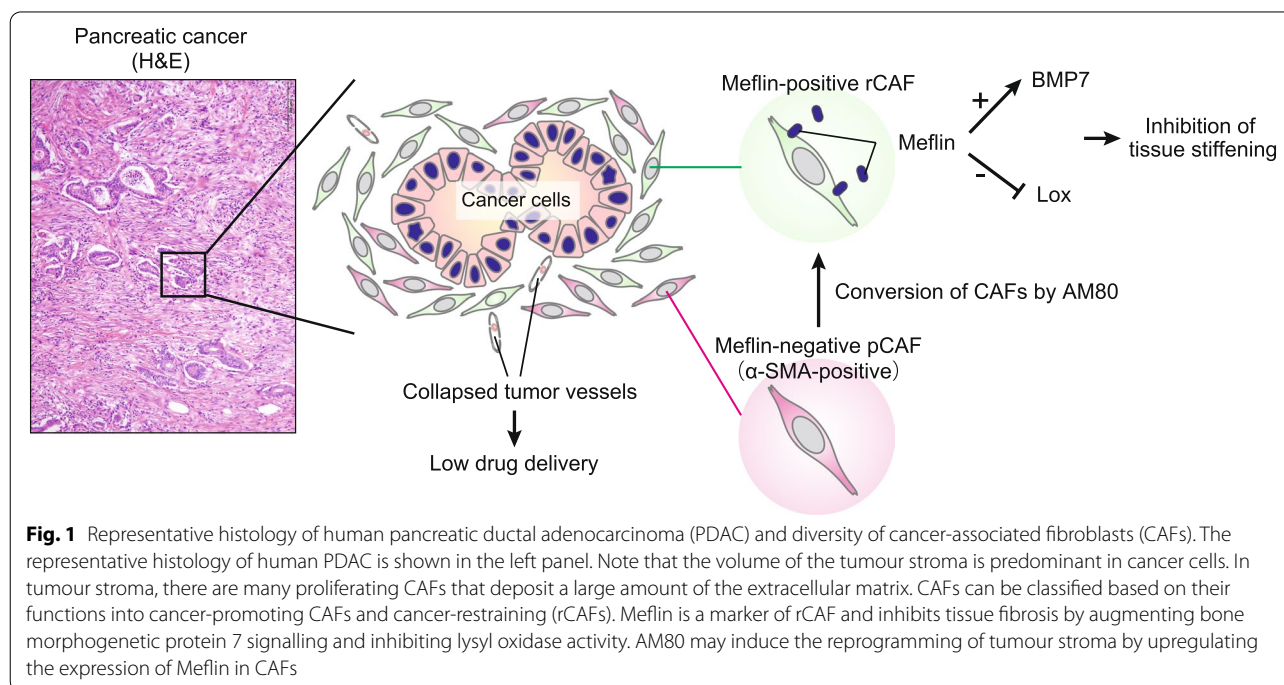 Pancreatic cancer
(H&E)
Cancer cells
Collapsed tumor vessels
Low drug delivery
Meflin-positive rCAF
Meflin
+
BMP7
-
Lox
Inhibition of
tissue stiffening
Conversion of CAFs by AM80
Meflin-negative pCAF
(α-SMA-positive)
Fig. 1 Representative histology of human pancreatic ductal adenocarcinoma (PDAC) and diversity of cancer-associated fibroblasts (CAFs). The
representative histology of human PDAC is shown in the left panel. Note that the volume of the tumour stroma is predominant in cancer cells. In
tumour stroma, there are many proliferating CAFs that deposit a large amount of the extracellular matrix. CAFs can be classified based on their
functions into cancer-promoting CAFs and cancer-restraining (rCAFs). Meflin is a marker of rCAF and inhibits tissue fibrosis by augmenting bone
morphogenetic protein 7 signalling and inhibiting lysyl oxidase activity. AM80 may induce the reprogramming of tumour stroma by upregulating
the expression of Meflin in CAFs